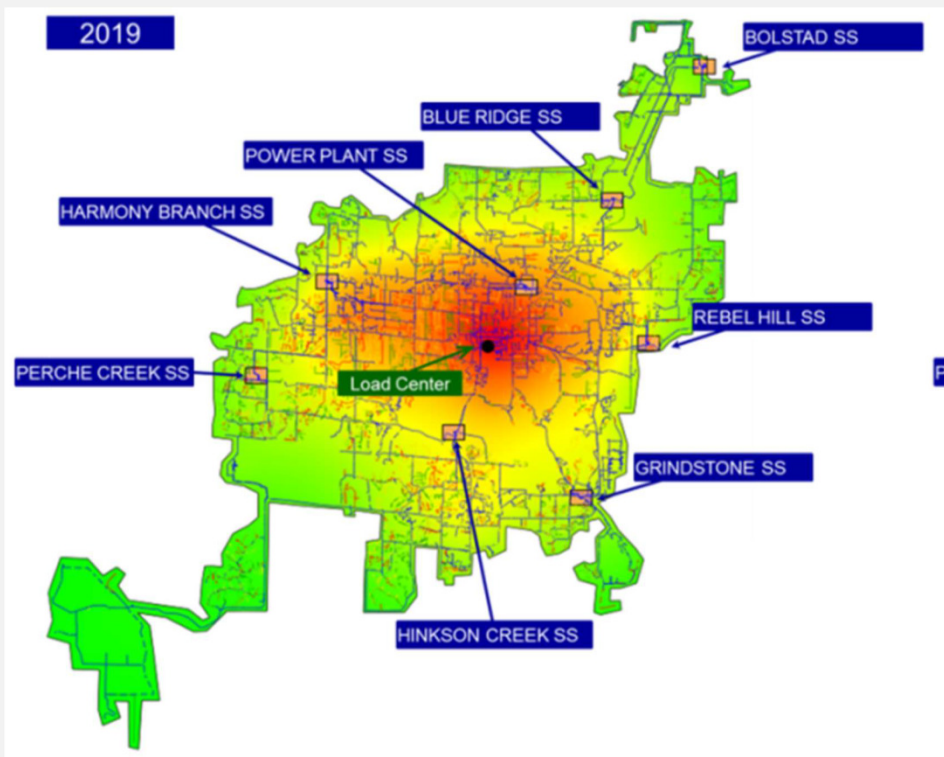 2019
BOLSTAD SS
BLUE RIDGE SS
POWER PLANT SS
HARMONY BRANCH SS
REBEL HILL SS
PERCHE CREEK SS
Load Center
GRINDSTONE SS
HINKSON CREEK SS
P